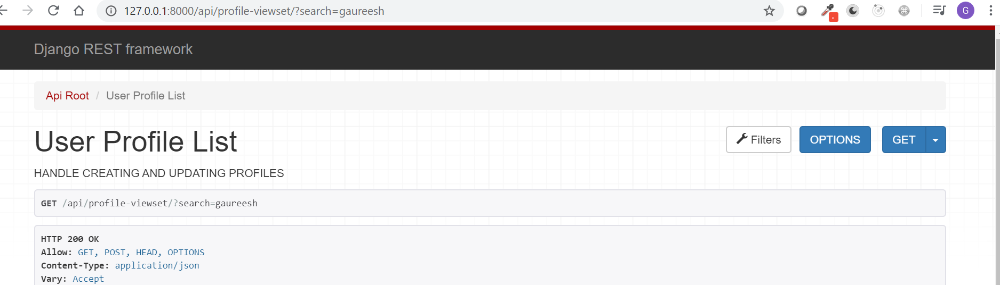 127.0.0.1:8000/api/profile-viewset/?search=gaureesh
G
Django REST framework
Api Root / User Profile List
User Profile List
Filters
OPTIONS
GET
HANDLE CREATING AND UPDATING PROFILES
GET /api/profile-viewset/?search=gaureesh
HTTP 200 OK
Allow: GET, POST, HEAD, OPTIONS
Content-Type: application/json
Vary: Accept